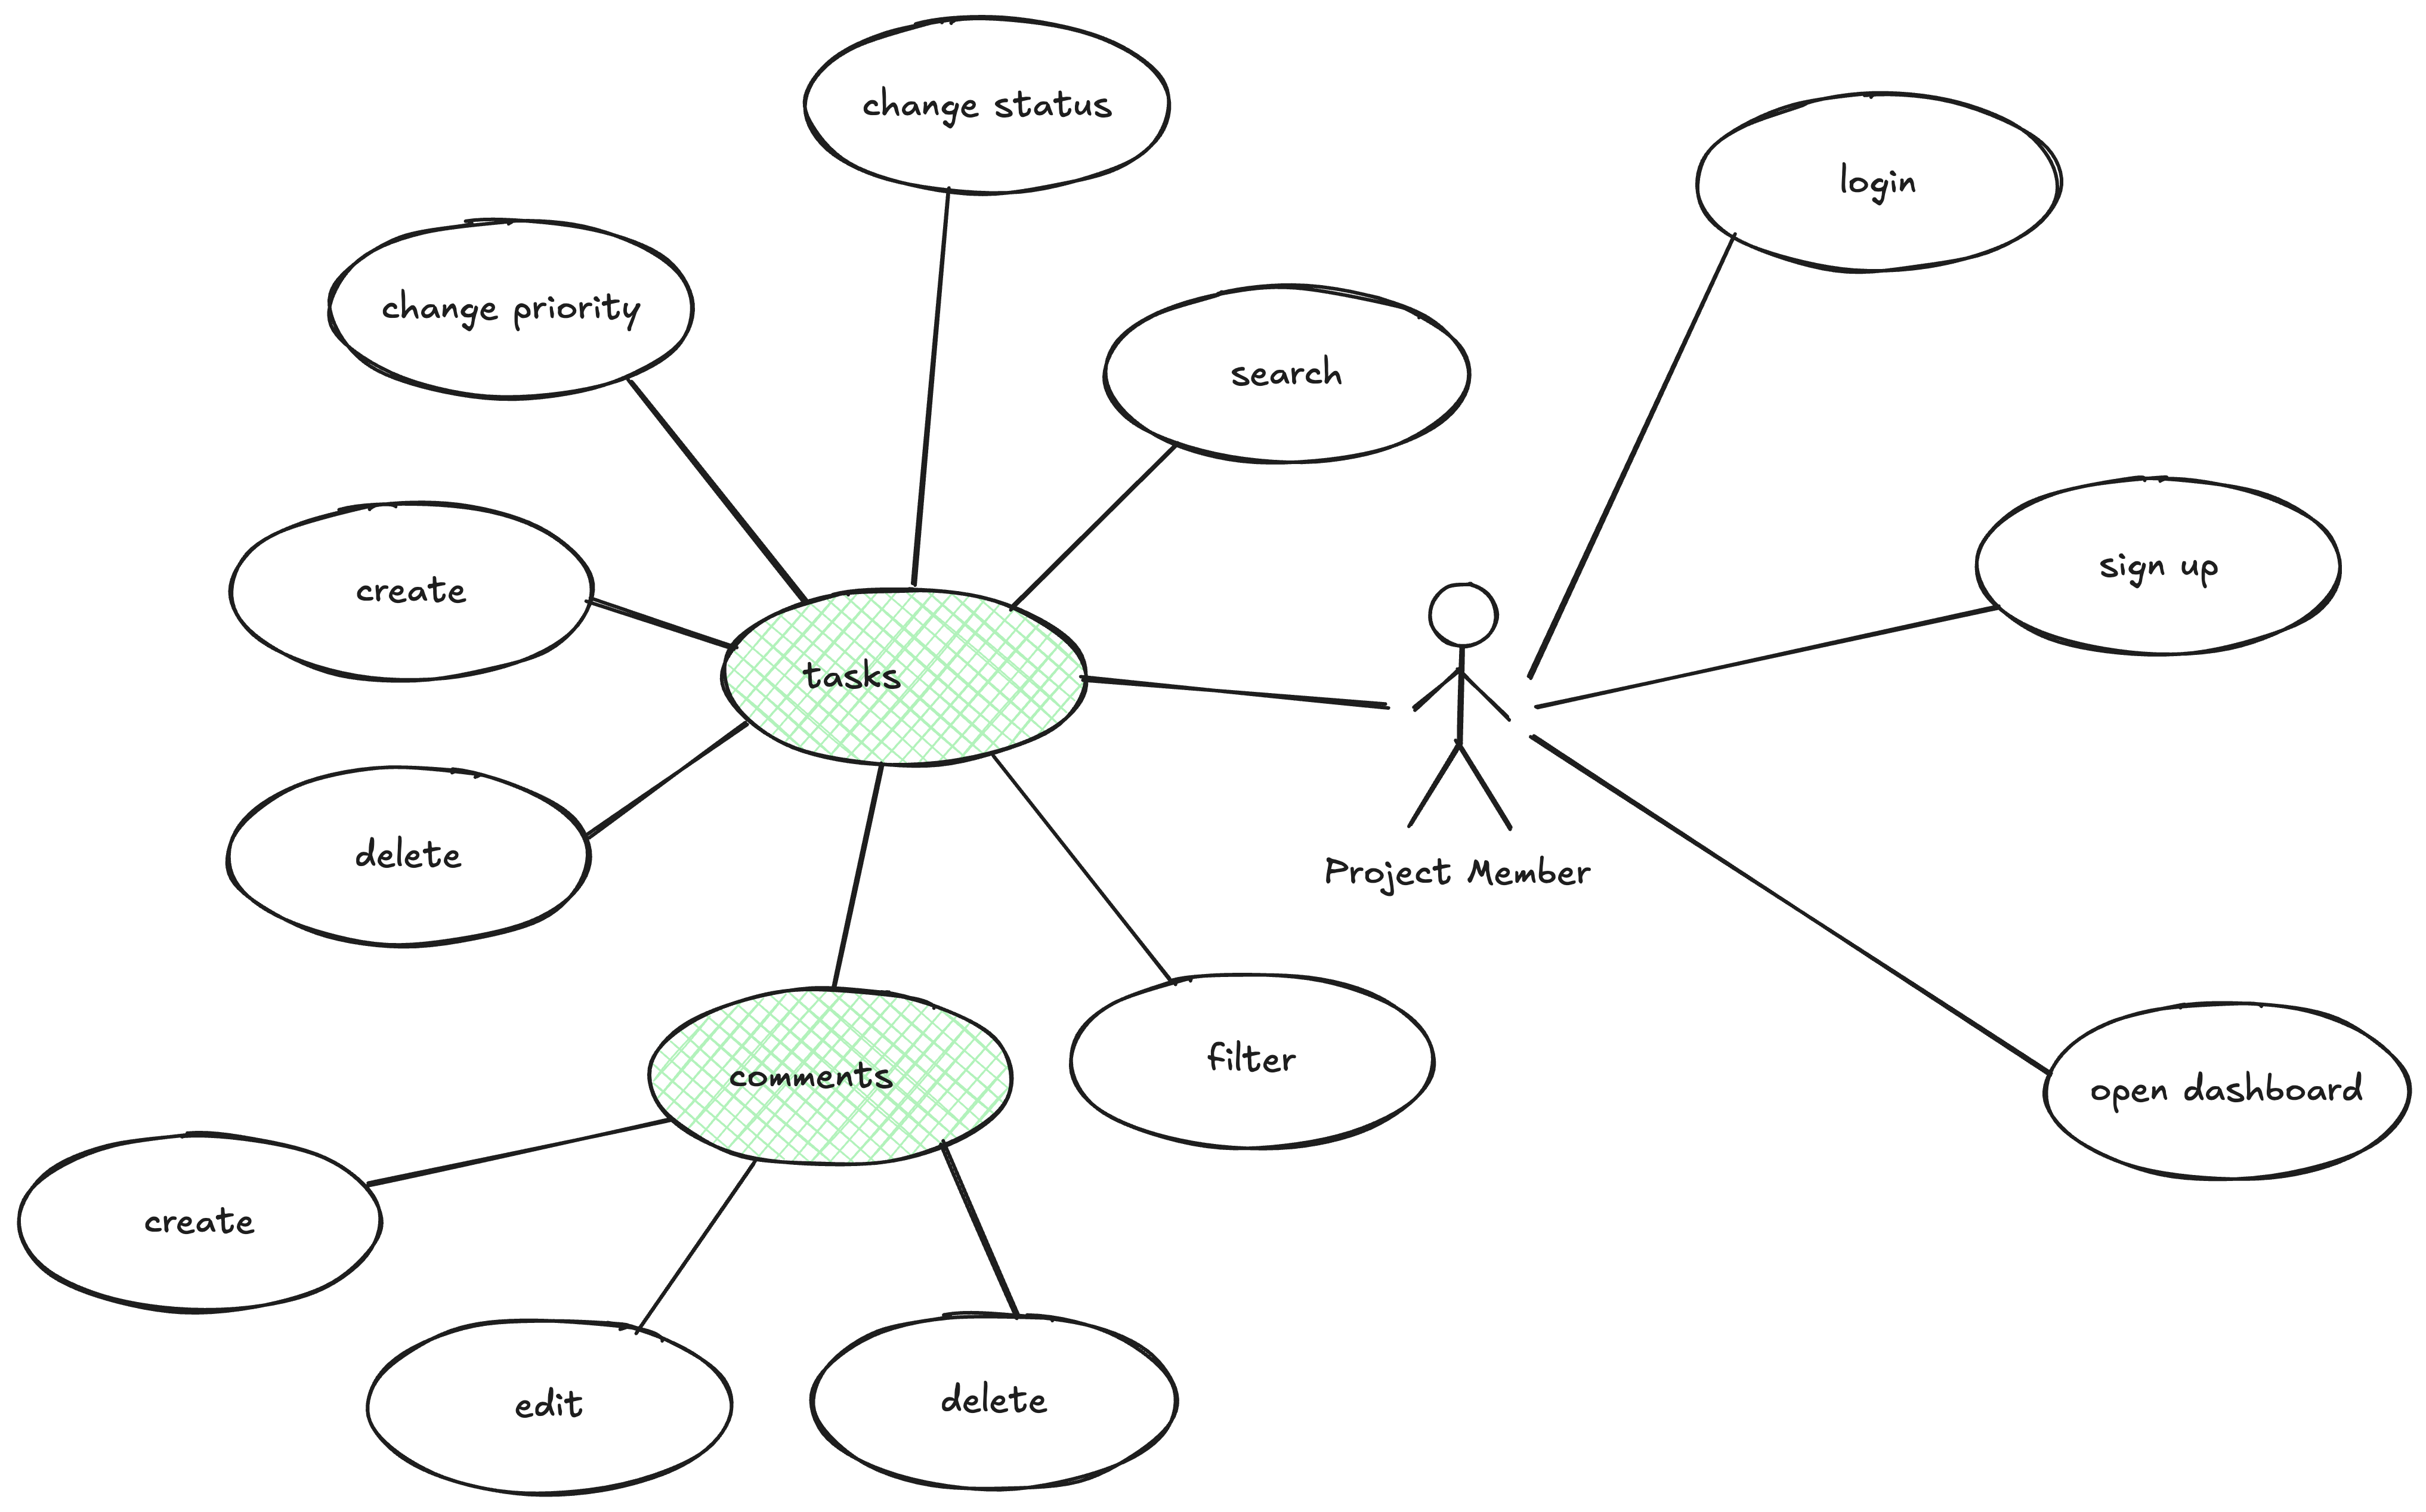 change status
login
change priority
search
sign up
create
tasks
delete
Project Member
filter
comments
open dashboard
create
edit
delete